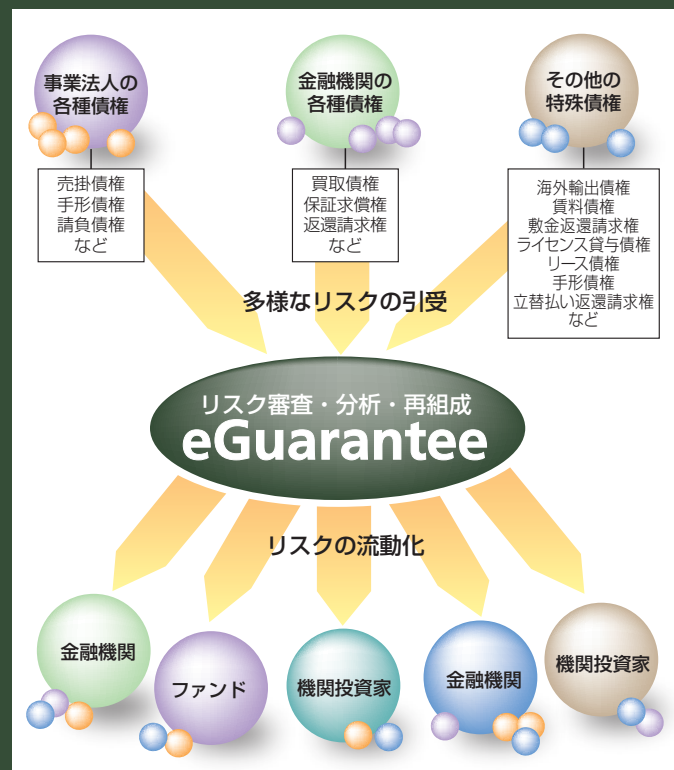 事業法人の
各種債権
金融機関の
各種債権
その他の
特殊債権
売掛債権
手形債権
請負債権
など
買取債権
保証求償権
返還請求権
など
海外輸出債権
賃料債権
敷金返還請求権
ライセンス貸与債権
リース債権
手形債権
立替払い返還請求権
など
多様なリスクの引受
リスク審査・分析・再組成
eGuarantee
リスクの流動化
金融機関
ファンド
機関投資家
金融機関
機関投資家